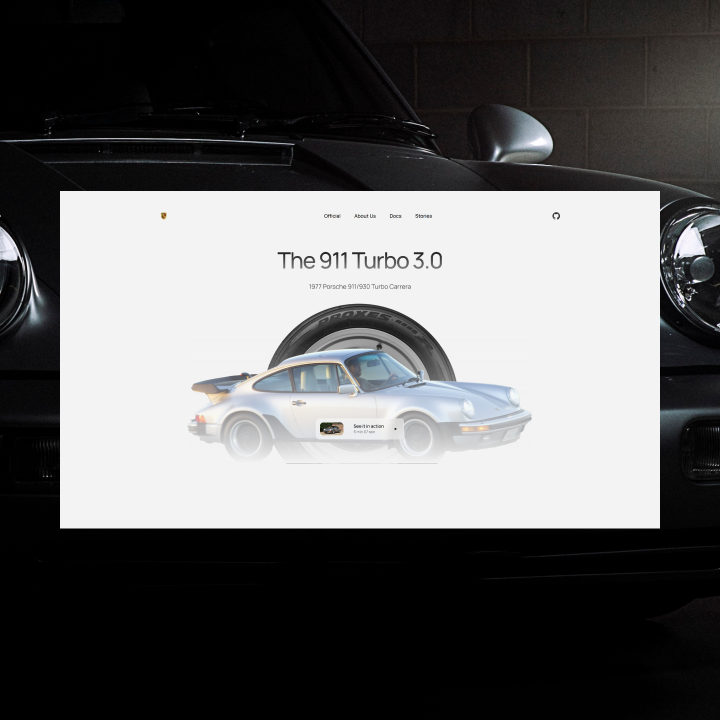 Official About Us Docs Stories
The 911 Turbo 3.0
1977 Porsche 911/930 Turbo Carrera
PROXES
See it in action